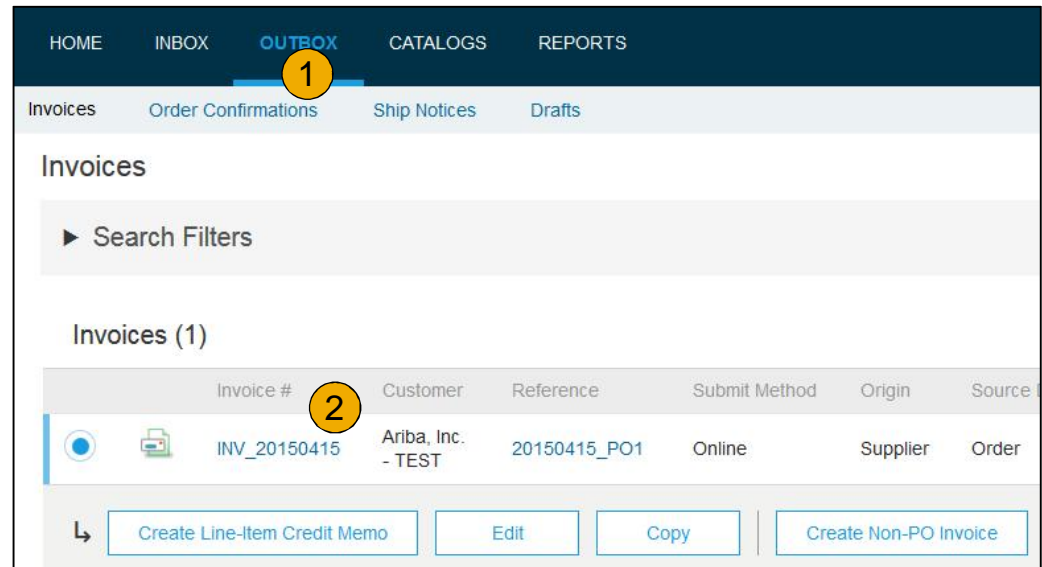 HOME INBOX OUTBOX CATALOGS REPORTS
1
Invoices Order Confirmations Ship Notices Drafts
Invoices
► Search Filters
Invoices (1)
Invoice # Customer Reference Submit Method Origin Source
2
INV_20150415 Ariba, Inc. - TEST 20150415_PO1 Online Supplier Order
Create Line-Item Credit Memo Edit Copy Create Non-PO Invoice